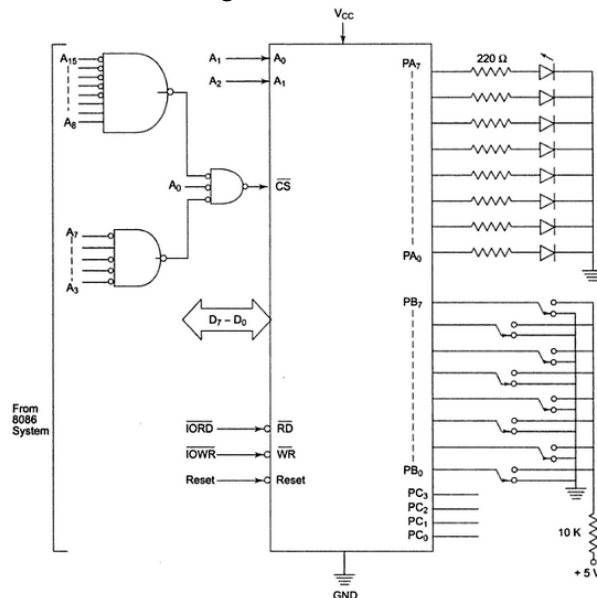 VCC
A15
A8
A7
A3
A0
A1
A2
A0
A1
CS
D7 – D0
From
8086
System
IORD
RD
IOWR
WR
Reset
Reset
PA7
PA0
220 Ω
PB7
PB0
PC3
PC2
PC1
PC0
10 K
+ 5 V
GND